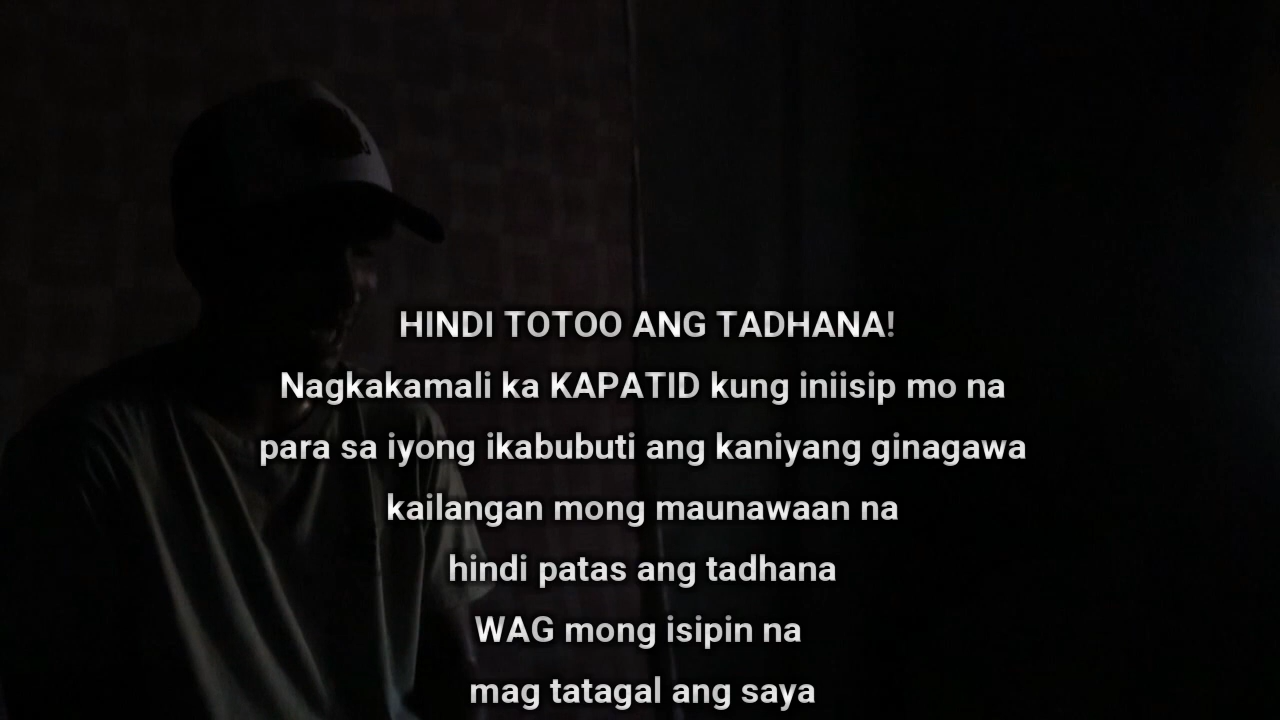 HINDI TOTOO ANG TADHANA!
Nagkakamali ka KAPATID kung iniisip mo na
para sa iyong ikabubuti ang kaniyang ginagawa
kailangan mong maunawaan na
hindi patas ang tadhana
WAG mong isipin na
mag tatagal ang saya